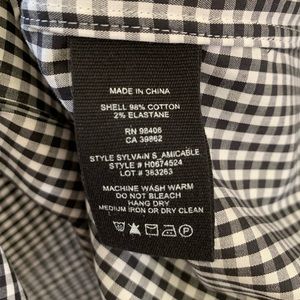 MADE IN CHINA
SHELL 98% COTTON
2% ELASTANE
RN 98406
CA 39862
STYLE SYLVAIN S_AMICABLE
STYLE # H0674524
LOT # 383263
MACHINE WASH WARM
DO NOT BLEACH
HANG DRY
MEDIUM IRON OR DRY CLEAN